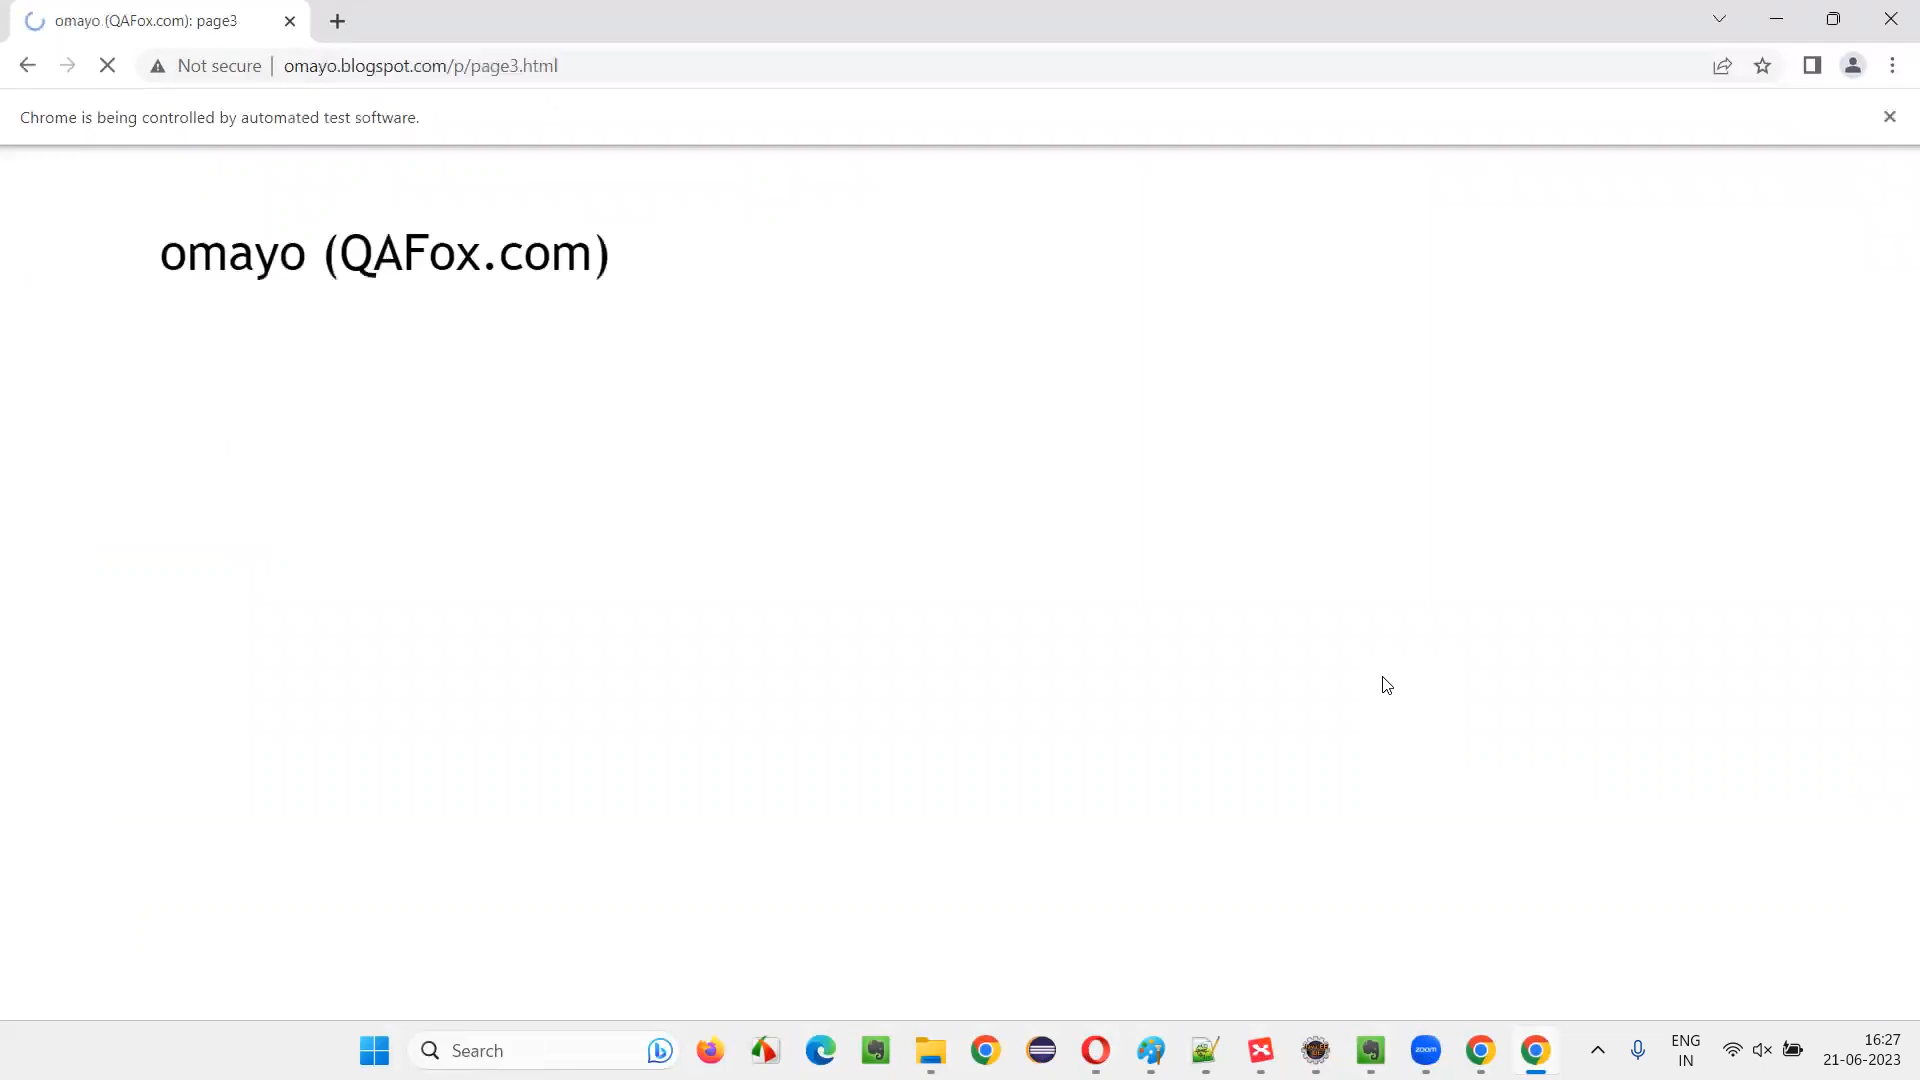 omayo (QAFox.com): page3
Not secure | omayo.blogspot.com/p/page3.html
Chrome is being controlled by automated test software.
omayo (QAFox.com)
Search
zoom
ENG
IN
16:27
21-06-2023